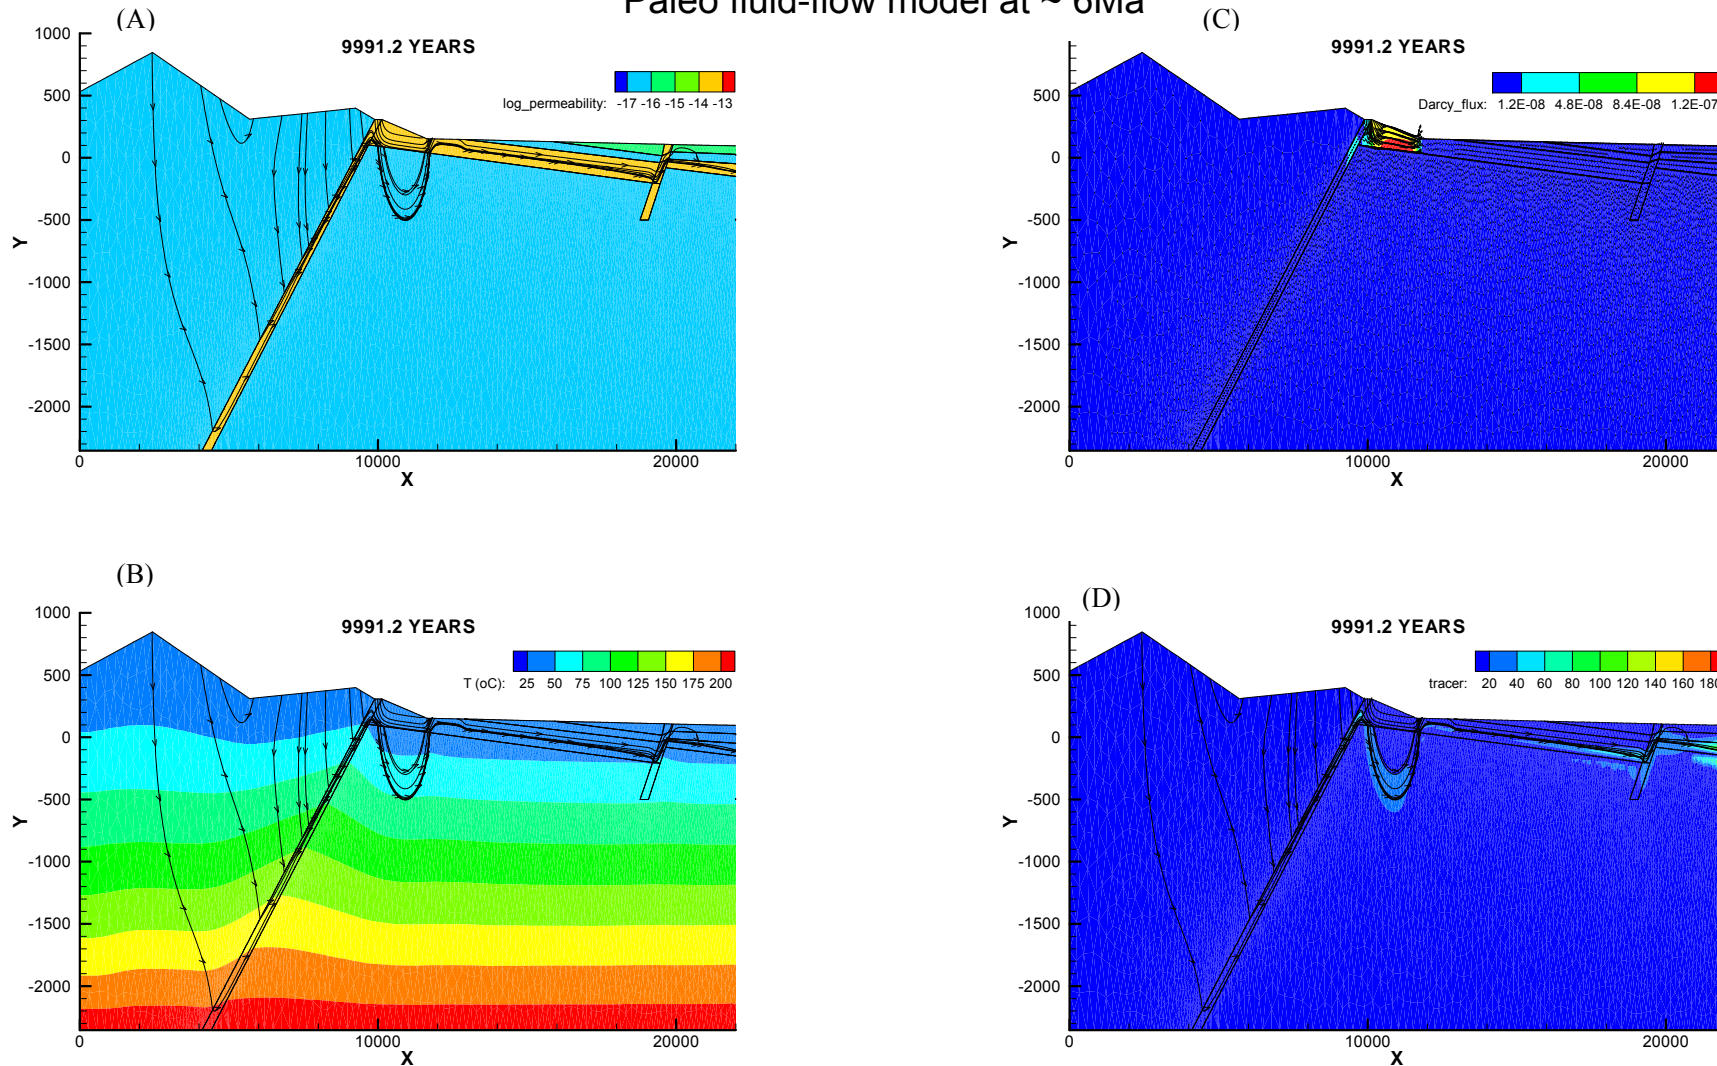 Paleo fluid-flow model at ~ 6Ma
(A)
9991.2 YEARS
log_permeability: -17 -16 -15 -14 -13
1000
500
0
-500
-1000
-1500
-2000
Y
0 10000 20000
X
(C)
9991.2 YEARS
Darcy_flux: 1.2E-08 4.8E-08 8.4E-08 1.2E-07
500
0
-500
-1000
-1500
-2000
Y
0 10000 20000
X
(B)
9991.2 YEARS
T (oC): 25 50 75 100 125 150 175 200
1000
500
0
-500
-1000
-1500
-2000
Y
0 10000 20000
X
(D)
9991.2 YEARS
tracer: 20 40 60 80 100 120 140 160 180
1000
500
0
-500
-1000
-1500
-2000
Y
0 10000 20000
X